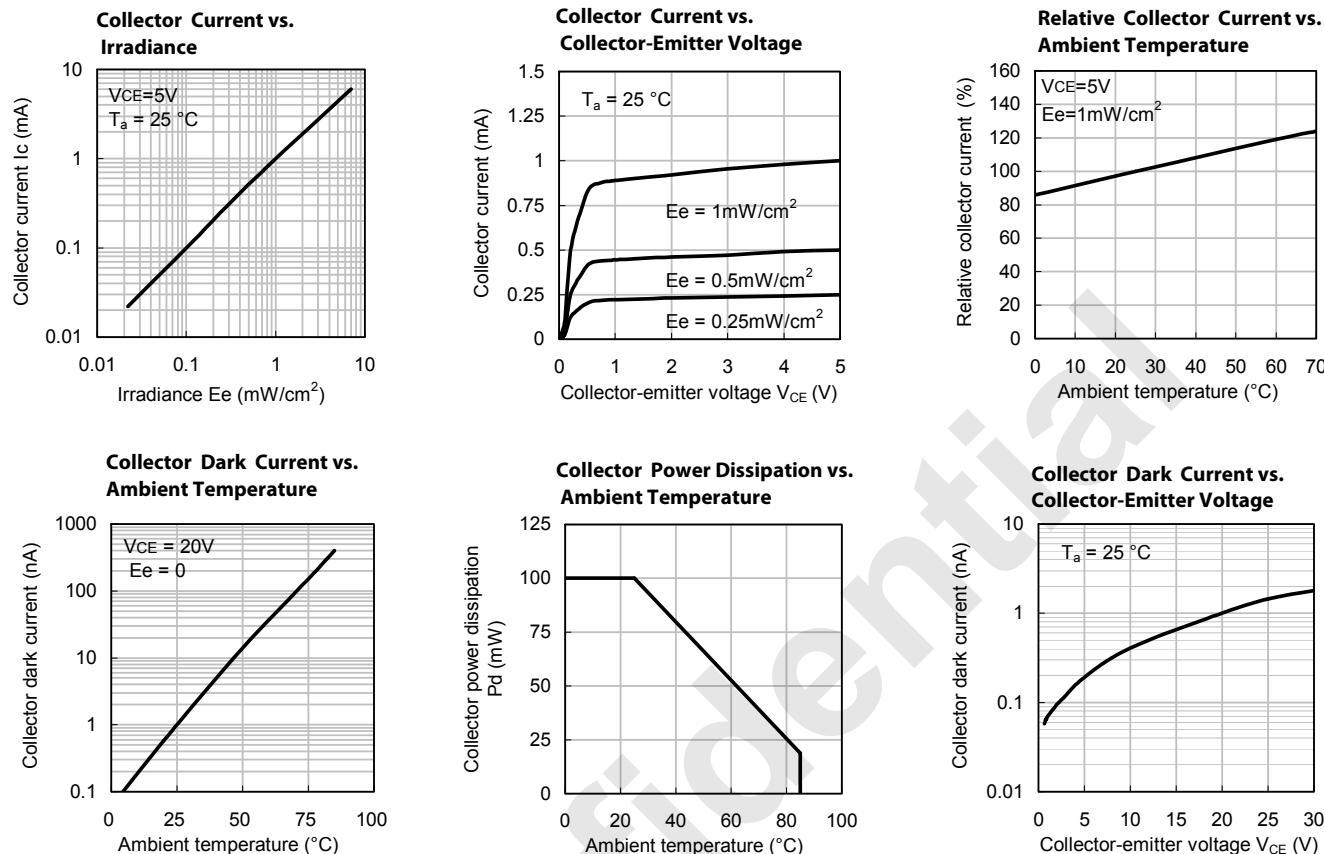 Collector Current vs.
Irradiance
10
1
0.1
0.01
Collector current Ic (mA)
VCE=5V
Ta = 25 °C
0.01 0.1 1 10
Irradiance Ee (mW/cm²)
Collector Current vs.
Collector-Emitter Voltage
1.5
1.25
1
0.75
0.5
0.25
0
Collector current (mA)
Ta = 25 °C
Ee = 1mW/cm²
Ee = 0.5mW/cm²
Ee = 0.25mW/cm²
0 1 2 3 4 5
Collector-emitter voltage VCE (V)
Relative Collector Current vs.
Ambient Temperature
160
140
120
100
80
60
40
20
0
Relative collector current (%)
VCE=5V
Ee=1mW/cm²
0 10 20 30 40 50 60 70
Ambient temperature (°C)
Collector Dark Current vs.
Ambient Temperature
1000
100
10
1
0.1
Collector dark current (nA)
VCE = 20V
Ee = 0
0 25 50 75 100
Ambient temperature (°C)
Collector Power Dissipation vs.
Ambient Temperature
125
100
75
50
25
0
Collector power dissipation
Pd (mW)
0 20 40 60 80 100
Ambient temperature (°C)
Collector Dark Current vs.
Collector-Emitter Voltage
10
1
0.1
0.01
Collector dark current (nA)
Ta = 25 °C
0 5 10 15 20 25 30
Collector-emitter voltage VCE (V)
fidential